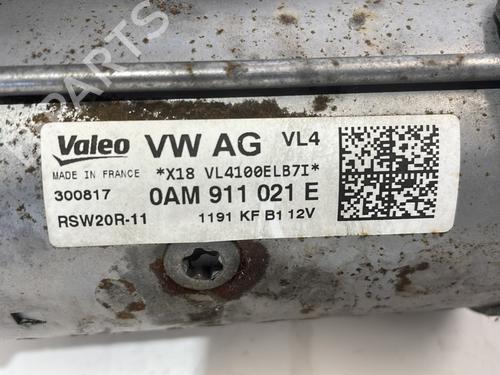 Valeo VW AG VL4
MADE IN FRANCE *X18 VL4100ELB7I*
300817 0AM 911 021 E
RSW20R-11 1191 KF B1 12V
PARTS